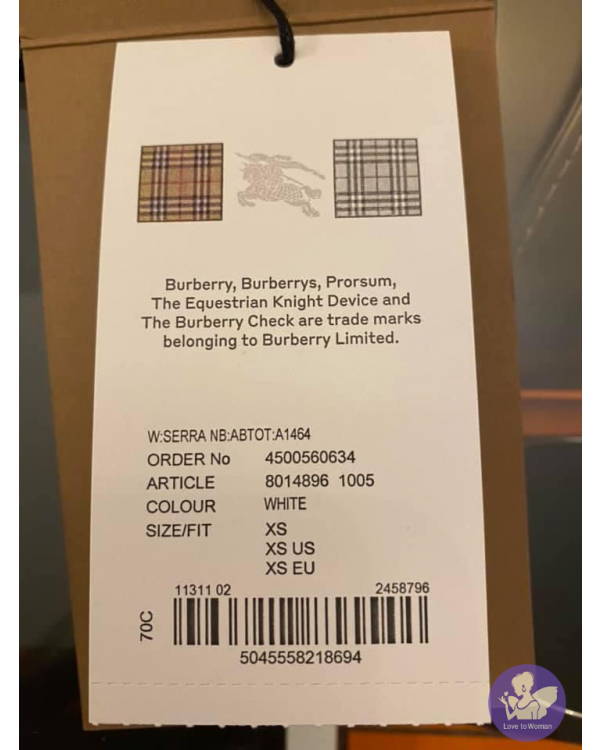 Burberry, Burberrys, Prorsum,
The Equestrian Knight Device and
The Burberry Check are trade marks
belonging to Burberry Limited.
W:SERRA NB:ABTOT:A1464
ORDER No 4500560634
ARTICLE 8014896 1005
COLOUR WHITE
SIZE/FIT XS
XS US
XS EU
11311 02 2458796
70C
5045558218694
Love to Woman